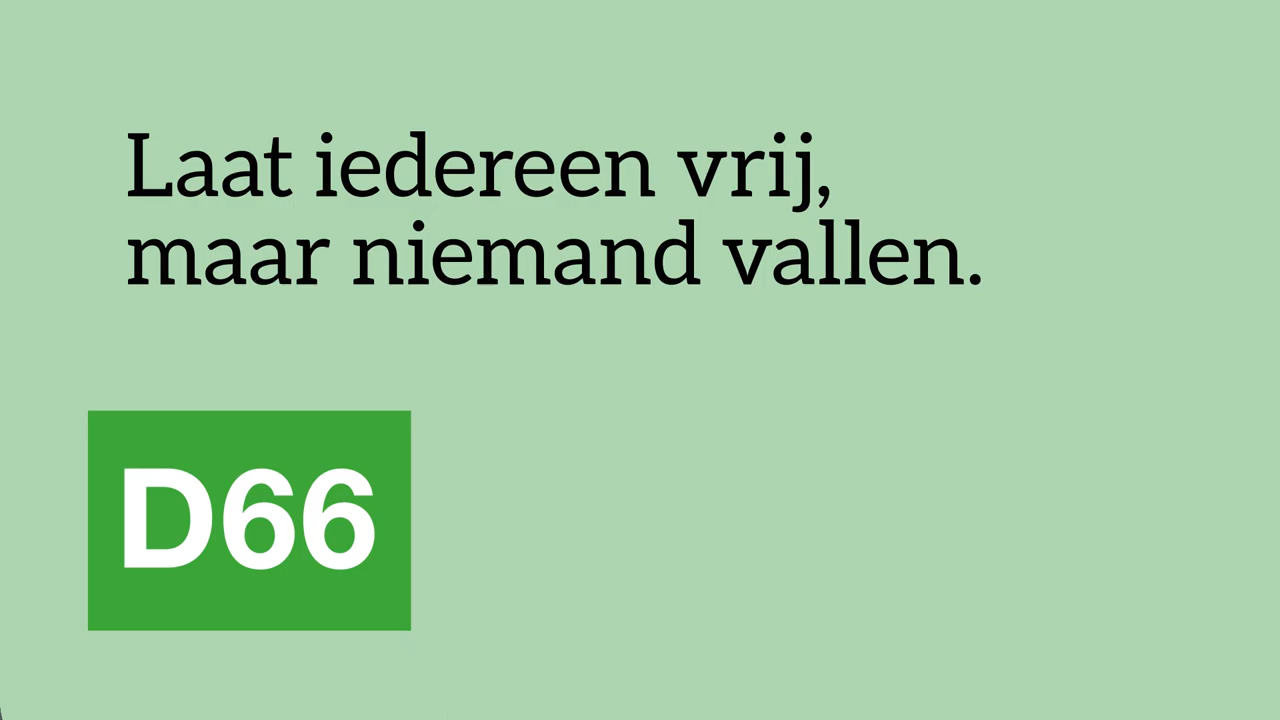 Laat iedereen vrij,
maar niemand vallen.
D66